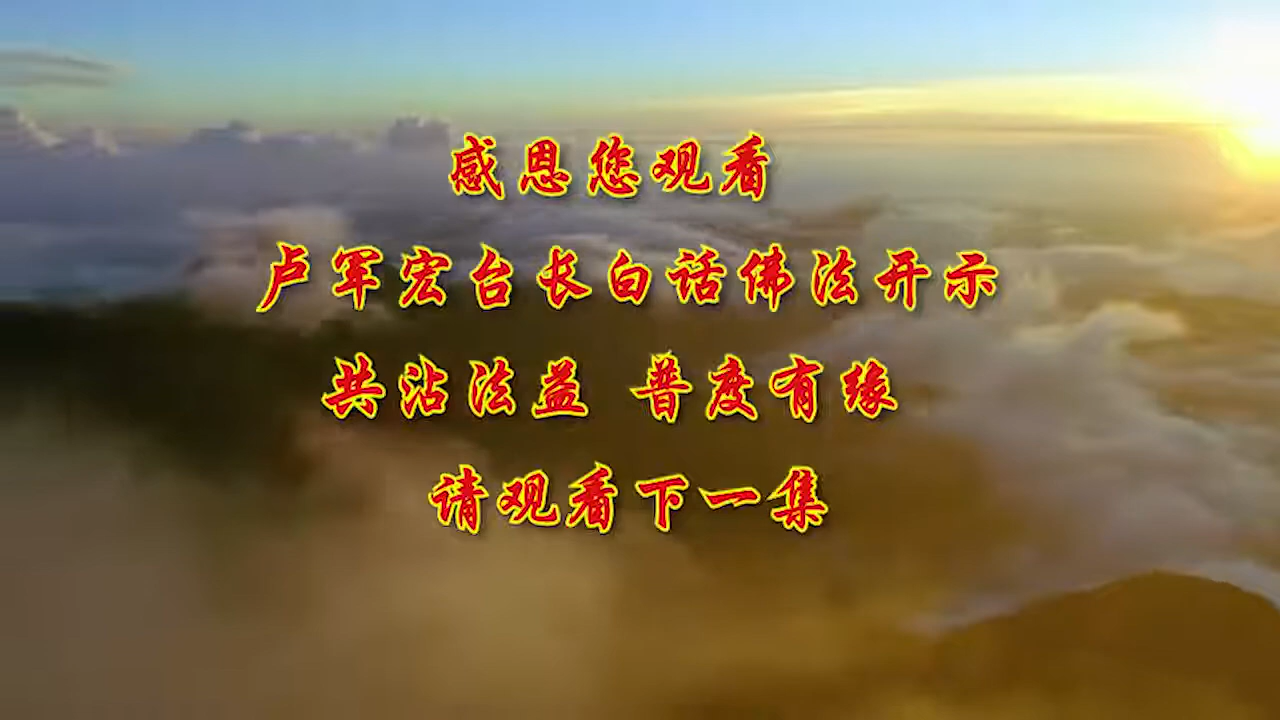 感恩您观看
卢军宏台长白话佛法开示
共沾法益 普度有缘
请观看下一集